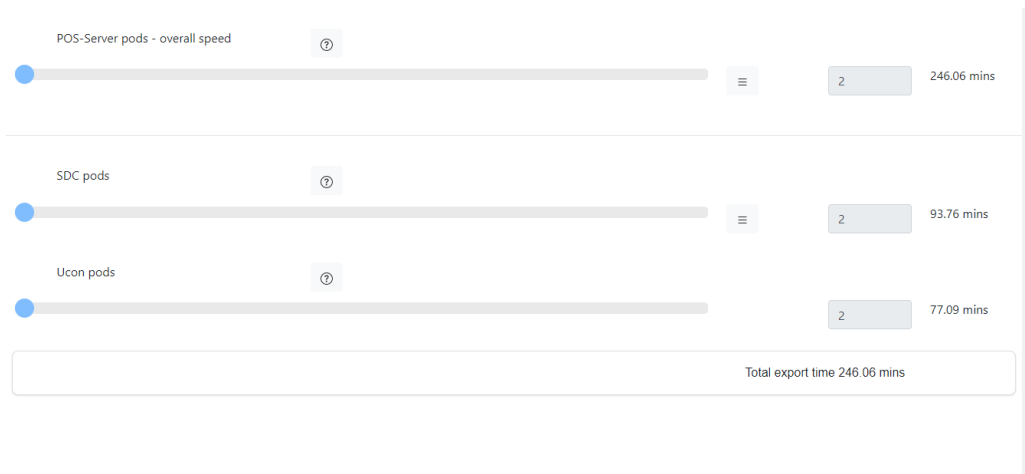 POS-Server pods - overall speed
2
246.06 mins
SDC pods
2
93.76 mins
Ucon pods
2
77.09 mins
Total export time 246.06 mins